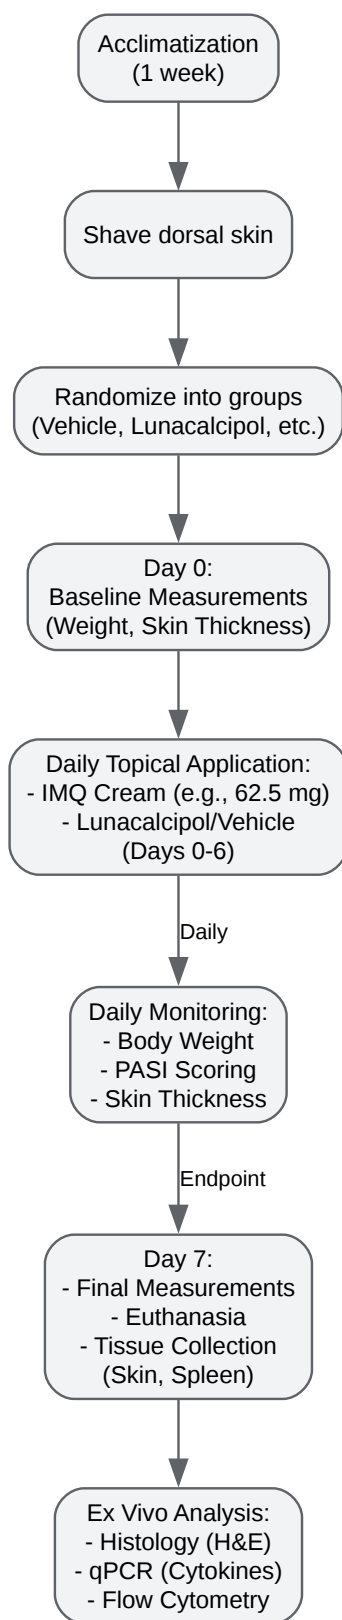 Acclimatization
(1 week)
Shave dorsal skin
Randomize into groups
(Vehicle, Lunacalcipol, etc.)
Day 0:
Baseline Measurements
(Weight, Skin Thickness)
Daily Topical Application:
- IMQ Cream (e.g., 62.5 mg)
- Lunacalcipol/Vehicle
(Days 0-6)
Daily
Daily Monitoring:
- Body Weight
- PASI Scoring
- Skin Thickness
Endpoint
Day 7:
- Final Measurements
- Euthanasia
- Tissue Collection
(Skin, Spleen)
Ex Vivo Analysis:
- Histology (H&E)
- qPCR (Cytokines)
- Flow Cytometry